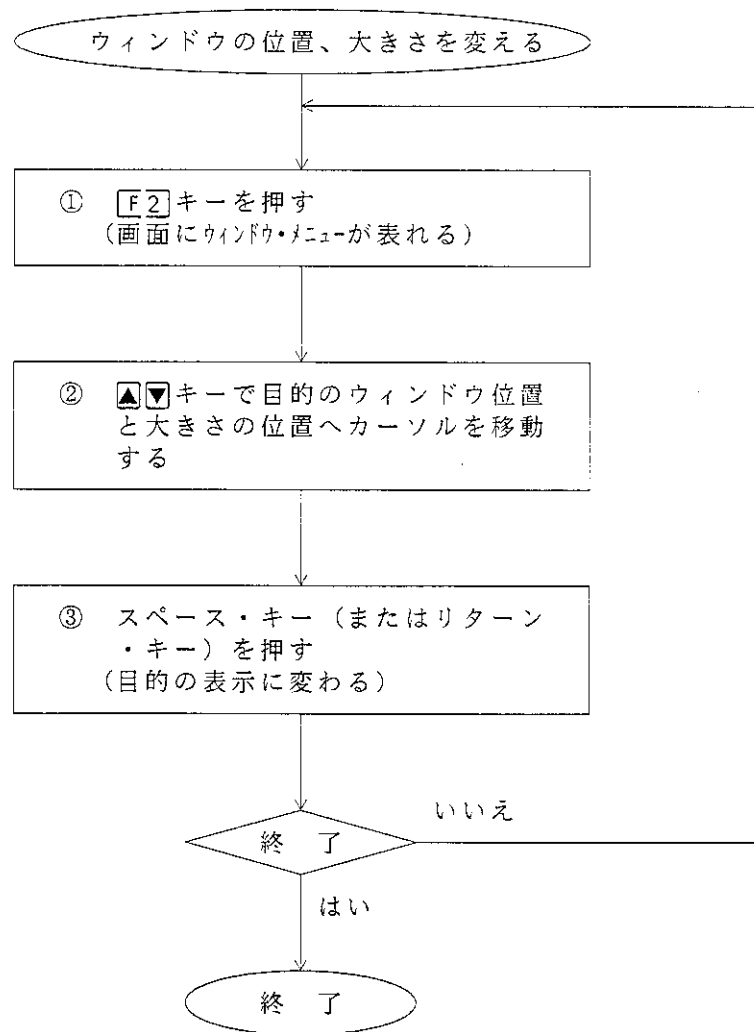 ウィンドウの位置、大きさを変える
① F2キーを押す
(画面にウィンドウ・メニューが表れる)
② ▲▼キーで目的のウィンドウ位置
と大きさの位置へカーソルを移動
する
③ スペース・キー(またはリターン
・キー)を押す
(目的の表示に変わる)
いいえ
終 了
はい
終 了